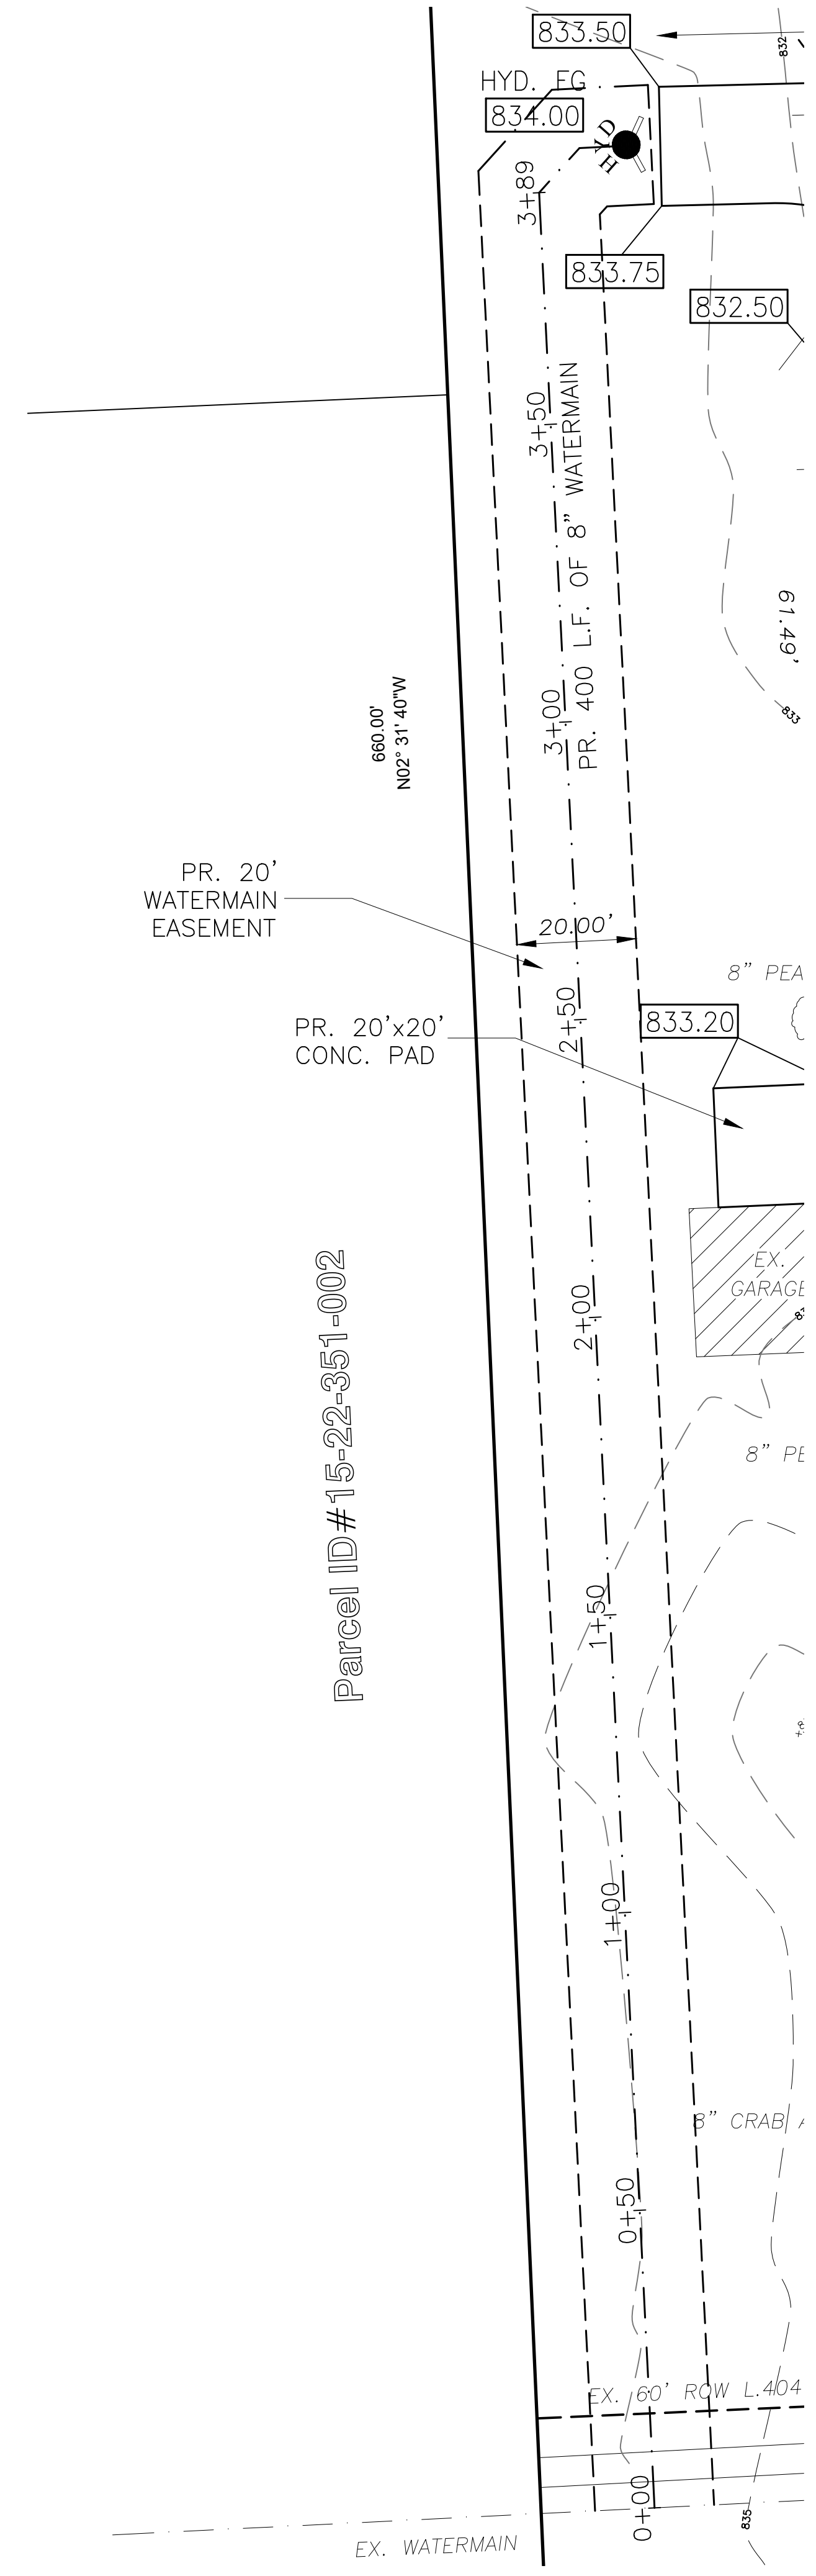 833.50
832
HYD. FG
834.00
HYD
3+89
833.75
832.50
3+50
PR. 400 L.F. OF 8" WATERMAIN
61.49'
3+00
833
660.00'
N02° 31' 40"W
PR. 20'
WATERMAIN
EASEMENT
20.00'
8" PEA
2+50
833.20
PR. 20'x20'
CONC. PAD
EX.
GARAGE
2+00
8" PE
Parcel ID#15-22-351-002
1+50
1+00
8" CRAB
0+50
EX. 60' ROW L.404
0+00
835
EX. WATERMAIN